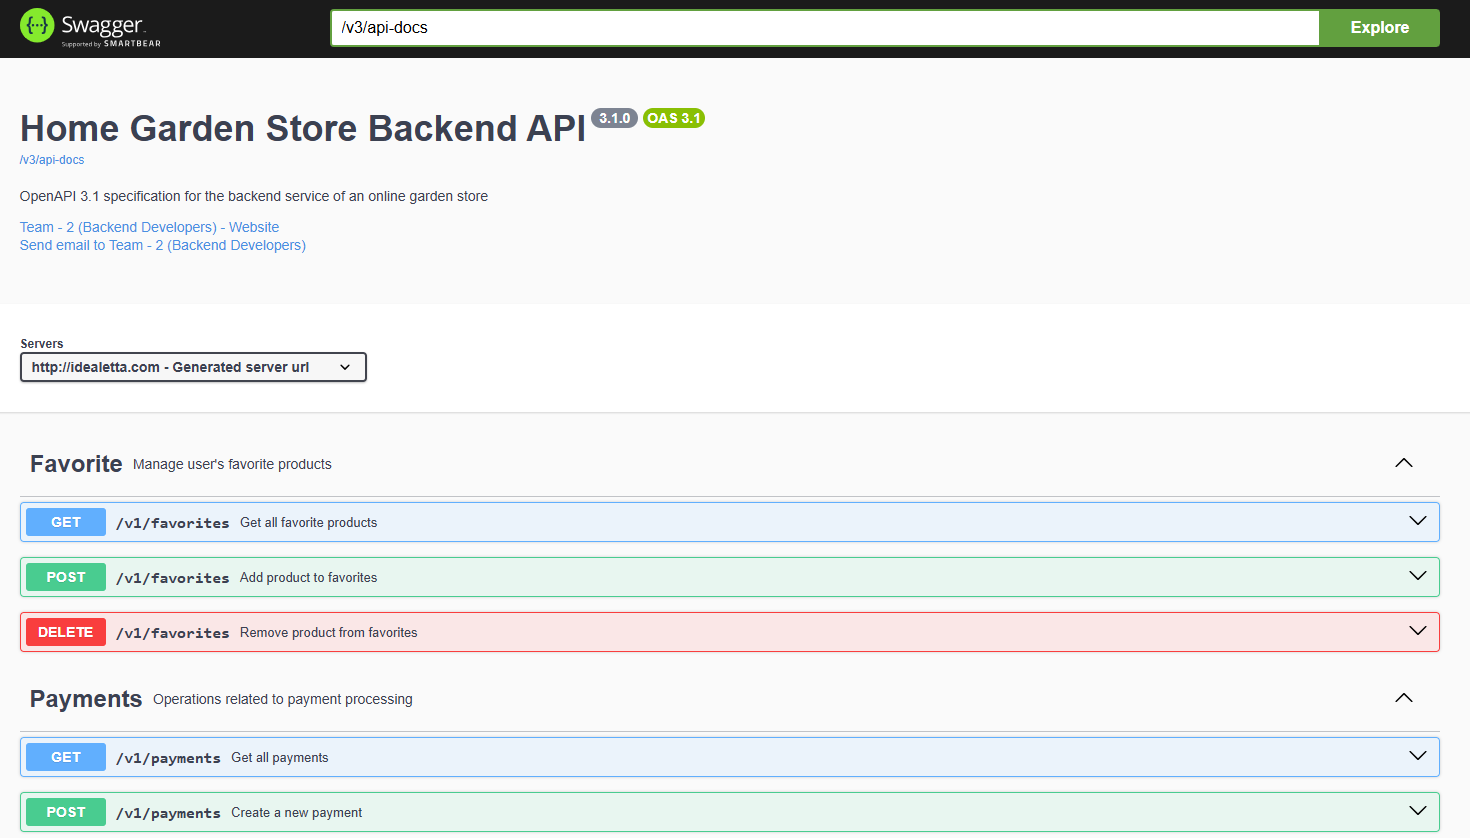 Swagger
Supported by SMARTBEAR
/v3/api-docs
Explore
Home Garden Store Backend API 3.1.0 OAS 3.1
/v3/api-docs
OpenAPI 3.1 specification for the backend service of an online garden store
Team - 2 (Backend Developers) - Website
Send email to Team - 2 (Backend Developers)
Servers
http://idealetta.com - Generated server url
Favorite Manage user's favorite products
GET /v1/favorites Get all favorite products
POST /v1/favorites Add product to favorites
DELETE /v1/favorites Remove product from favorites
Payments Operations related to payment processing
GET /v1/payments Get all payments
POST /v1/payments Create a new payment